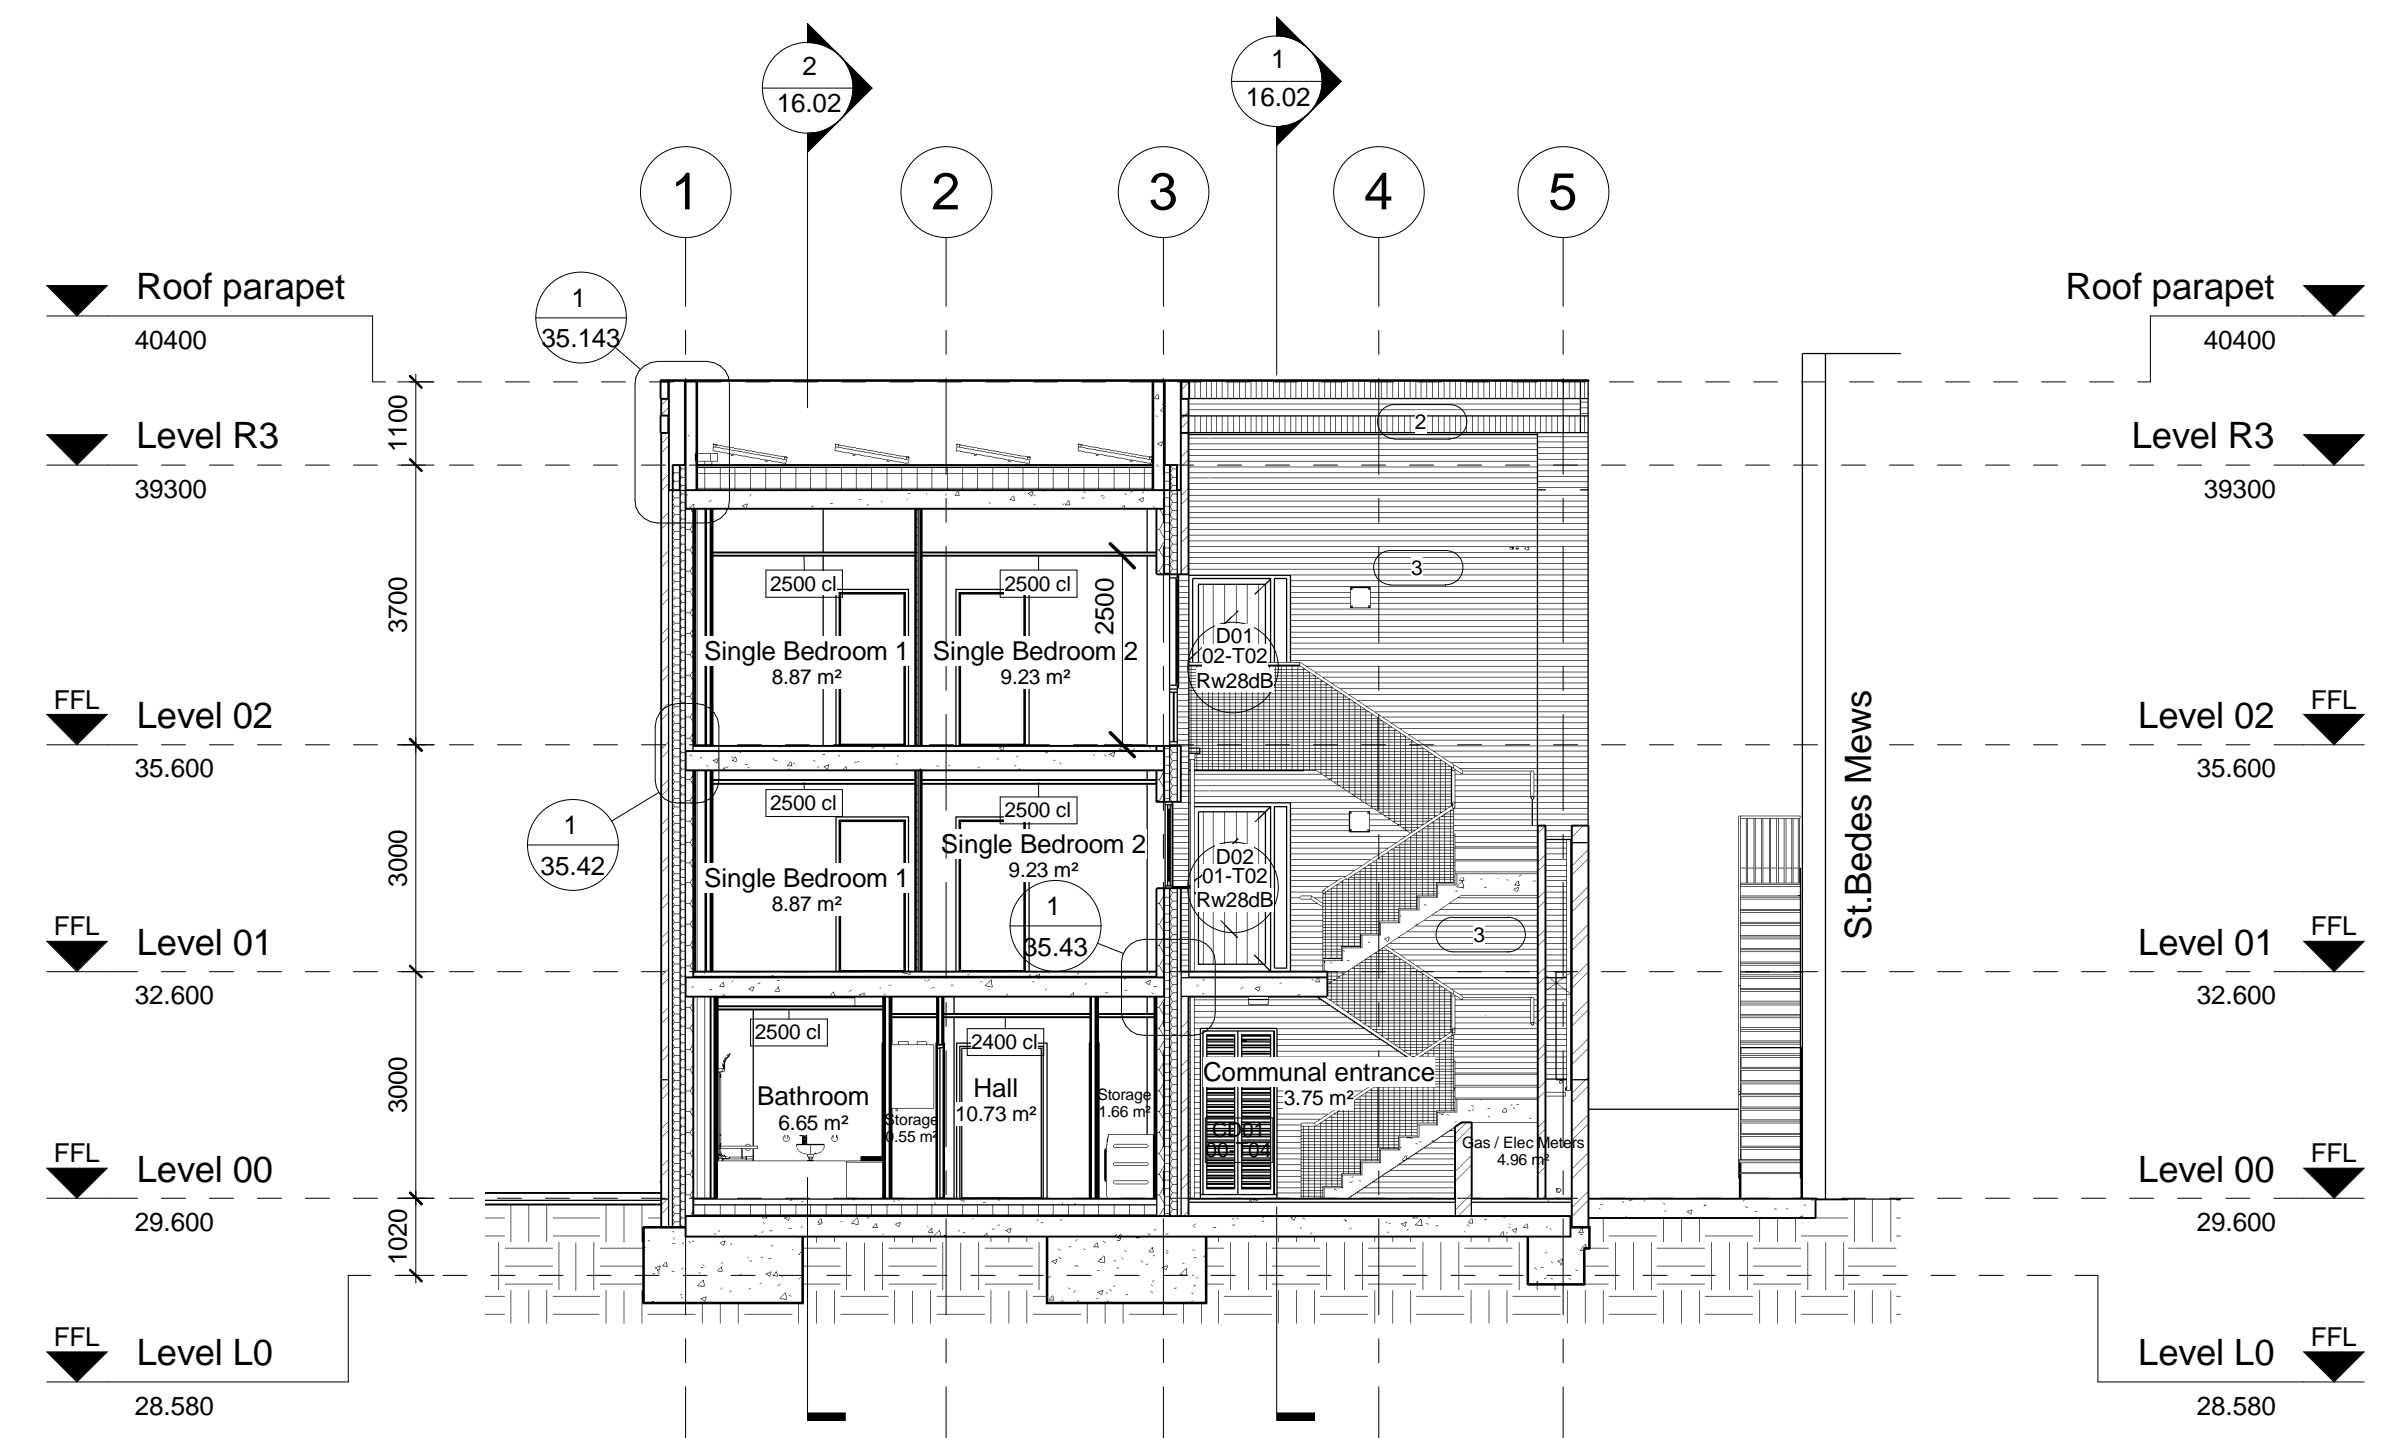 2
16.02
1
16.02
1
2
3
4
5
Roof parapet
40400
1
35.143
Roof parapet
40400
1100
Level R3
39300
2
Level R3
39300
3700
2500 cl
2500 cl
2500
3
Single Bedroom 1
8.87 m²
Single Bedroom 2
9.23 m²
D01
02-T02
Rw28dB
FFL
Level 02
35.600
FFL
Level 02
35.600
St.Bedes Mews
3000
1
35.42
2500 cl
2500 cl
Single Bedroom 1
8.87 m²
Single Bedroom 2
9.23 m²
1
35.43
D02
01-T02
Rw28dB
3
FFL
Level 01
32.600
FFL
Level 01
32.600
3000
2500 cl
2400 cl
Bathroom
6.65 m²
Storage
0.55 m²
Hall
10.73 m²
Storage
1.66 m²
Communal entrance
3.75 m²
CD01
00-T04
Gas / Elec Meters
4.96 m²
FFL
Level 00
29.600
FFL
Level 00
29.600
1020
FFL
Level L0
28.580
FFL
Level L0
28.580